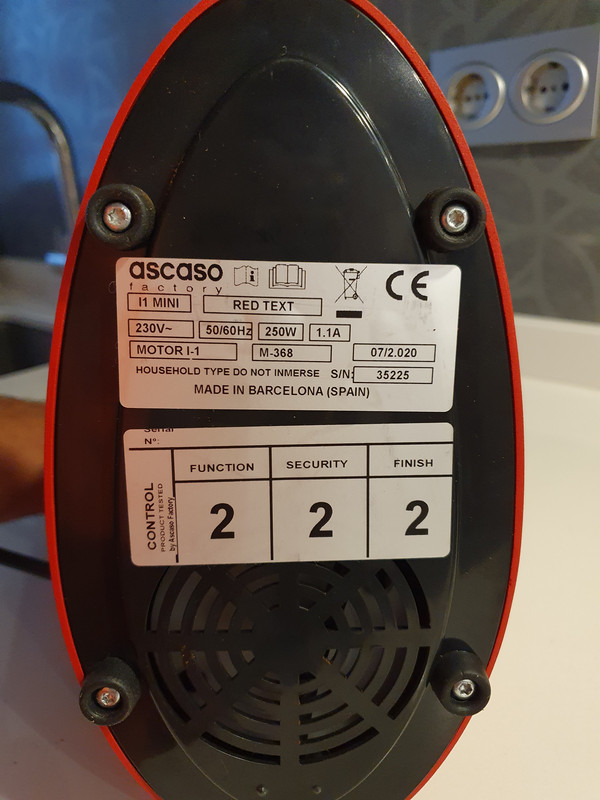 ascaso
factory
CE
I1 MINI RED TEXT
230V~ 50/60Hz 250W 1.1A
MOTOR I-1 M-368 07/2.020
HOUSEHOLD TYPE DO NOT INMERSE S/N: 35225
MADE IN BARCELONA (SPAIN)
Serial
Nº:
CONTROL
PRODUCT TESTED
by Ascaso Factory
FUNCTION SECURITY FINISH
2 2 2